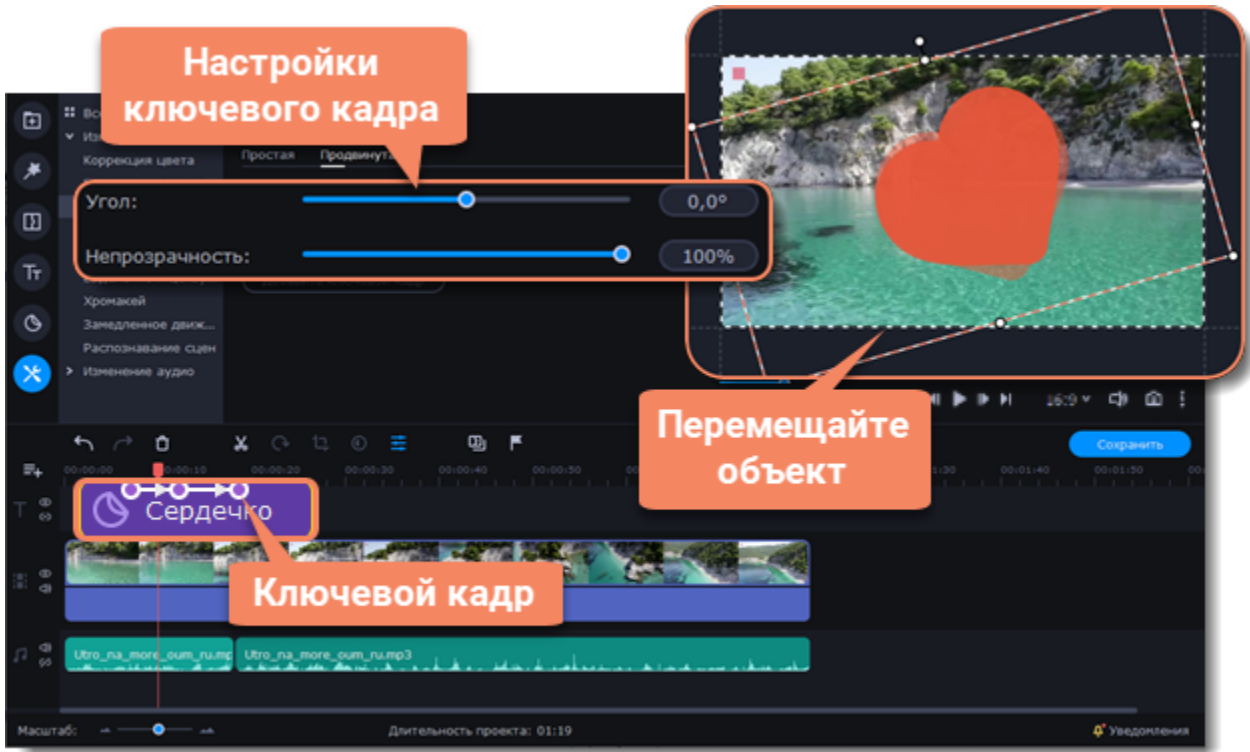 Настройки
ключевого кадра
Коррекция цвета
Простая
Угол:
0,0°
Непрозрачность:
100%
Хромакей
Замедленное движ...
Распознавание сцен
Изменение аудио
16:9
Перемещайте
объект
Сохранить
00:00:00
00:00:20
00:00:30
00:00:40
00:00:50
00:01:40
00:01:50
Сердечко
Ключевой кадр
Utro_na_more_oum_ru.mp
Utro_na_more_oum_ru.mp3
Масштаб:
Длительность проекта: 01:19
Уведомления